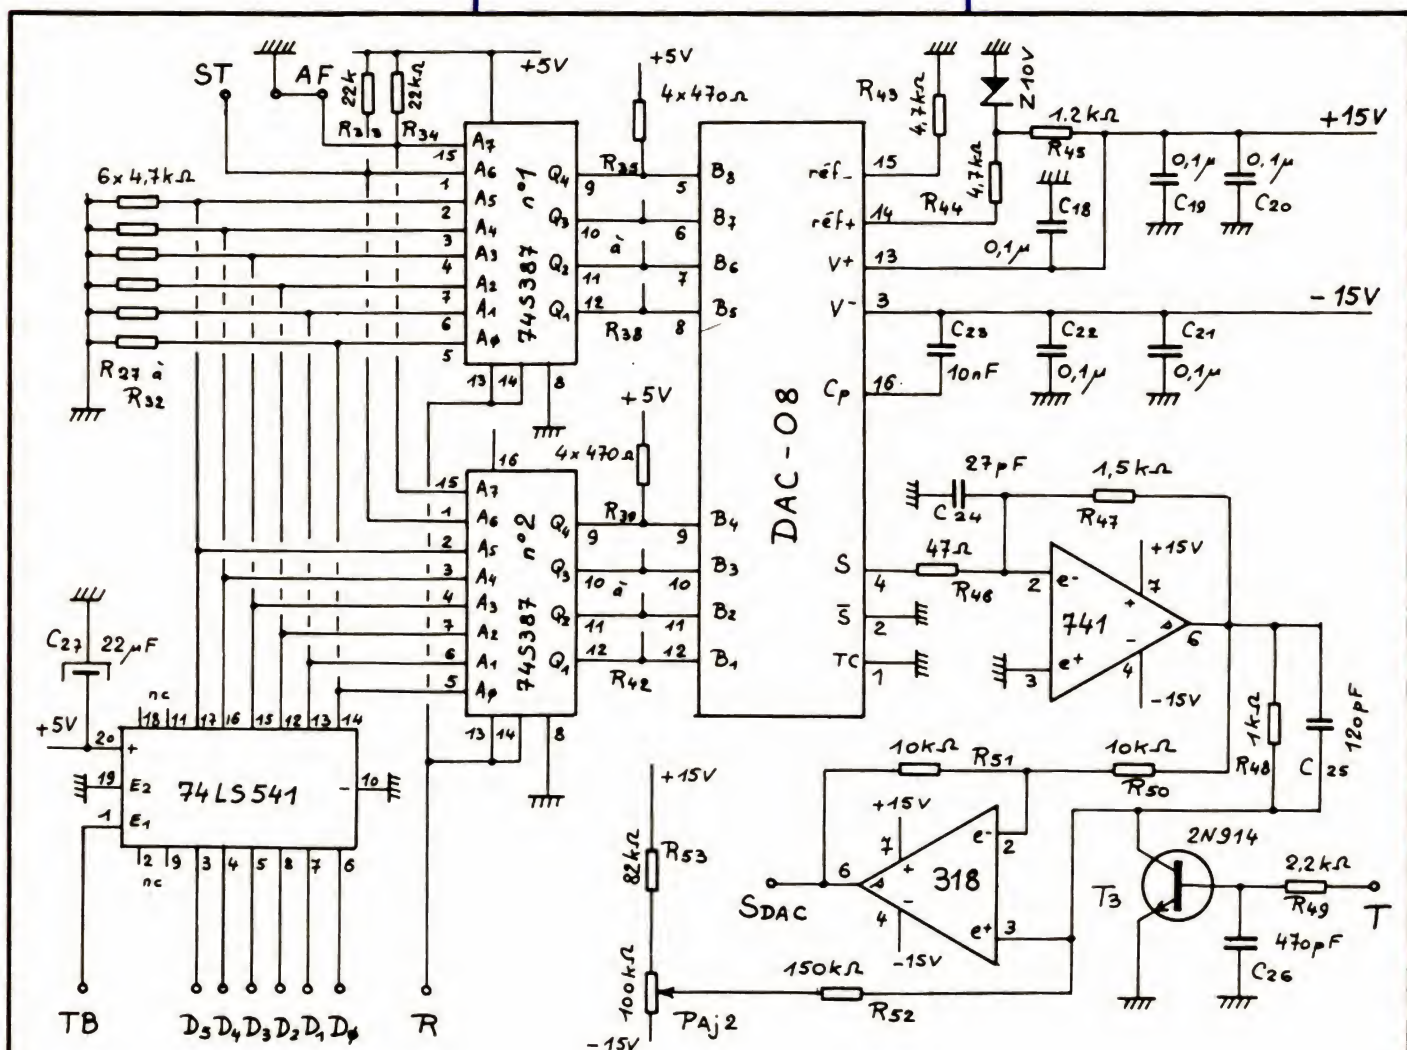 ST
AF
22k
R33
22kΩ
R34
+5V
6 x 4,7kΩ
R27 à
R32
A7
A6
A5
A4
A3
A2
A1
Aø
15
1
2
3
4
7
6
5
74S387 n°1
Q4
Q3
Q2
Q1
9
10
11
12
13
14
8
+5V
4 x 470Ω
R35
à
R38
5
6
7
8
B8
B7
B6
B5
DAC-08
réf-
réf+
V+
V-
Cp
15
14
13
3
16
R43
4,7kΩ
Z10V
1.2kΩ
R45
R44
4,7kΩ
C18
0,1µ
0,1µ
C19
0,1µ
C20
+15V
-15V
C23
10nF
C22
0,1µ
C21
0,1µ
16
15
1
2
3
4
7
6
5
A7
A6
A5
A4
A3
A2
A1
Aø
74S387 n°2
Q4
Q3
Q2
Q1
9
10
11
12
13
14
8
+5V
4 x 470Ω
R39
à
R42
9
10
11
12
B4
B3
B2
B1
S
S̅
TC
4
2
1
27pF
C24
47Ω
R46
1,5kΩ
R47
2
e-
3
e+
741
+15V
7
+
-
s
6
4
-15V
1kΩ
R48
120pF
C25
C27
22µF
+5V
20
+
19
E2
1
E1
nc
18
11
17
16
15
12
13
14
74LS541
-
10
2
nc
9
3
4
5
8
7
6
TB
D5
D4
D3
D2
D1
Dø
R
+15V
82kΩ
R53
100kΩ
-15V
PAj2
150kΩ
R52
SDAC
10kΩ
R51
10kΩ
R50
+15V
7
+
e-
2
318
6
s
-
4
-15V
e+
3
2N914
T3
2,2kΩ
R49
T
470pF
C26